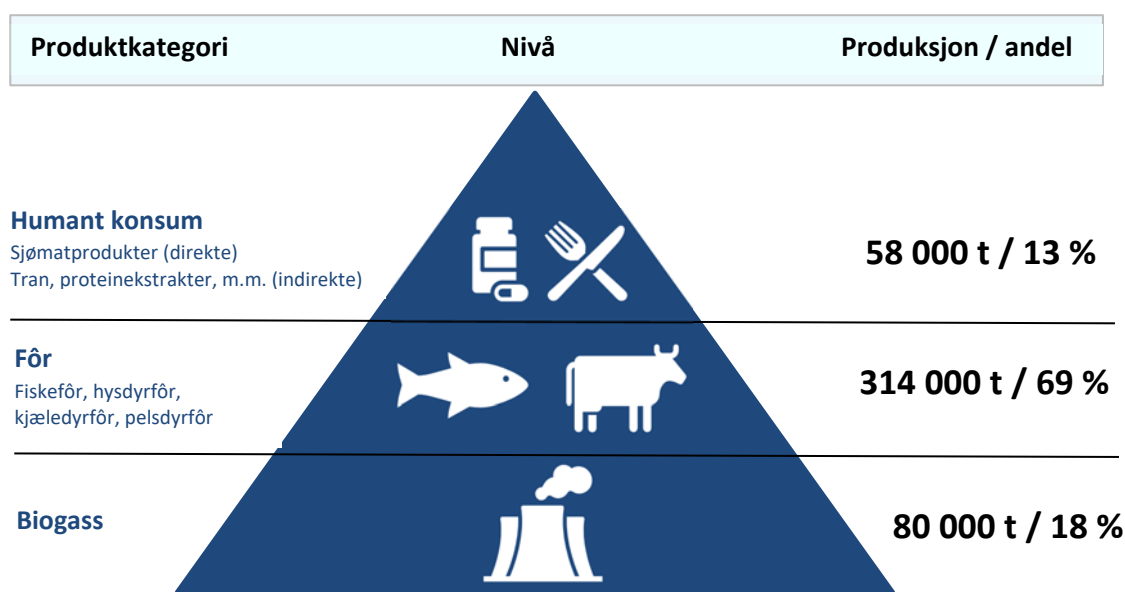 Produktkategori Nivå Produksjon / andel
Humant konsum
Sjømatprodukter (direkte)
Tran, proteinekstrakter, m.m. (indirekte)
58 000 t / 13 %
Fôr
Fiskefôr, hysdyrfôr,
kjæledyrfôr, pelsdyrfôr
314 000 t / 69 %
Biogass
80 000 t / 18 %